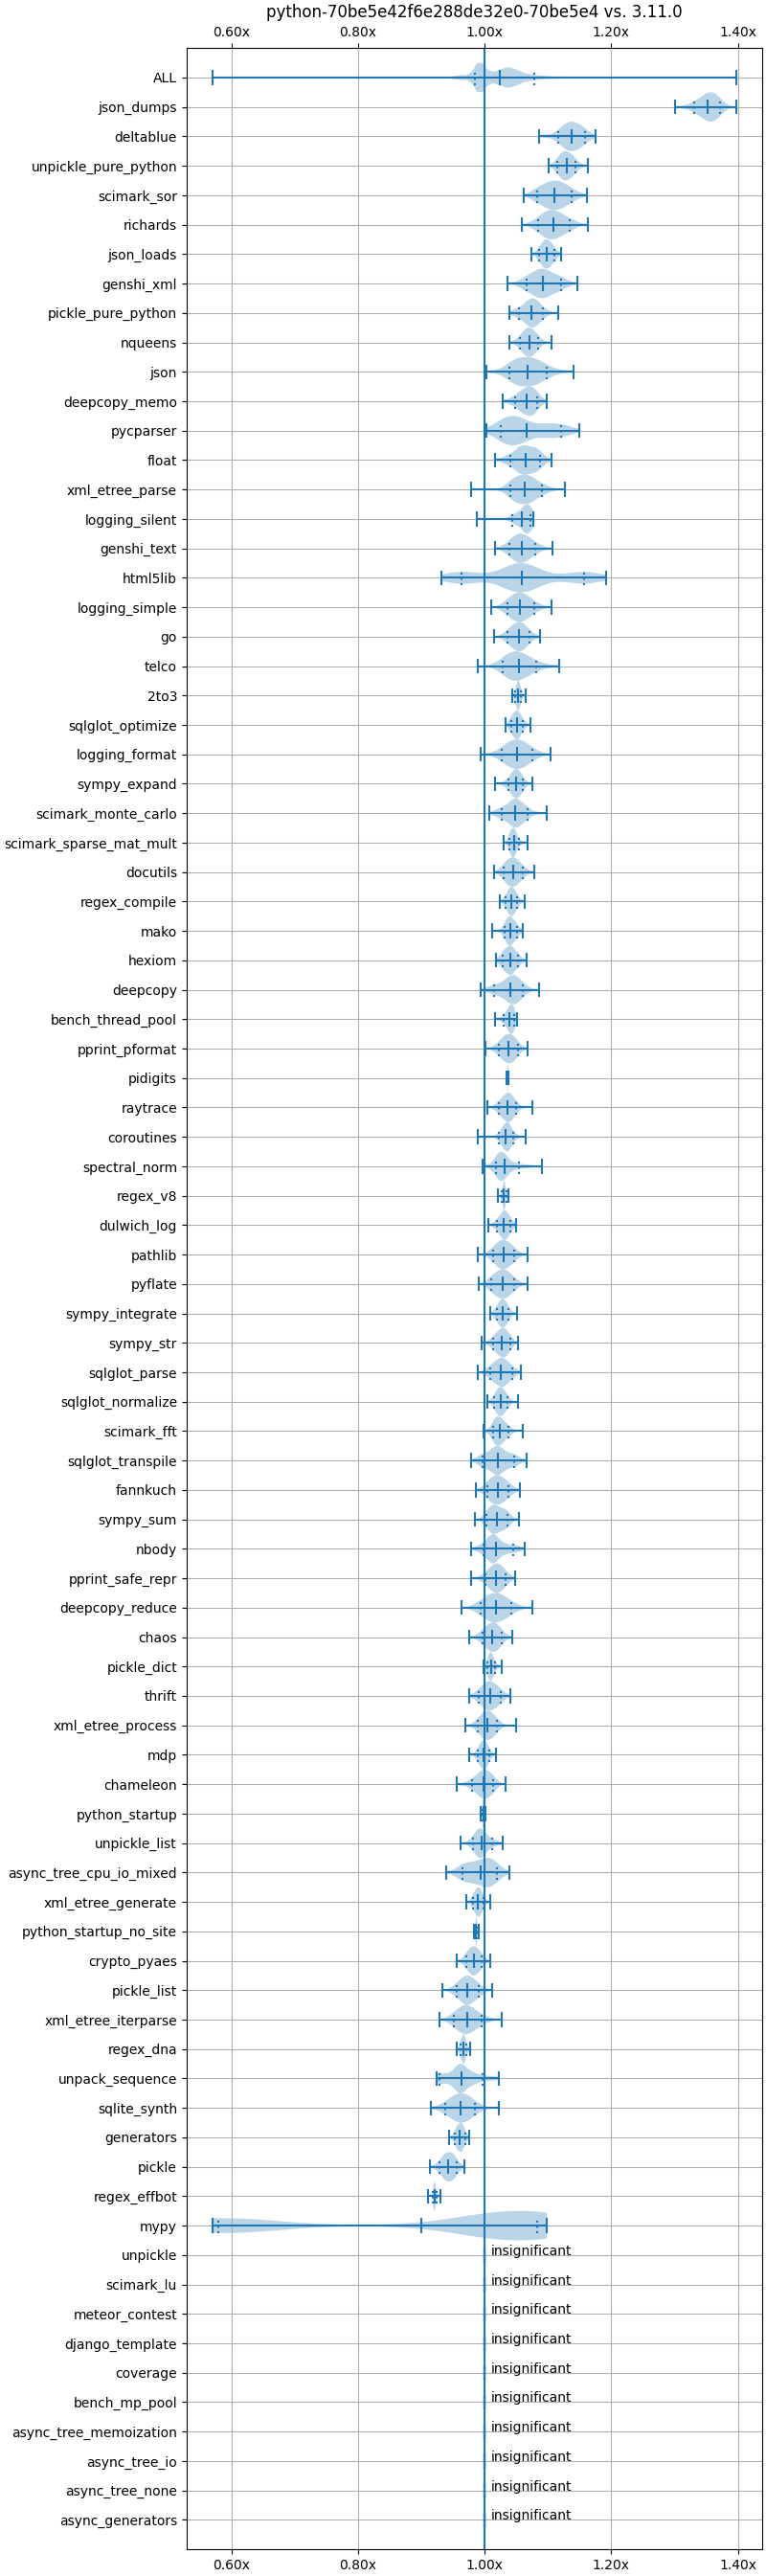 python-70be5e42f6e288de32e0-70be5e4 vs. 3.11.0
0.60x 0.80x 1.00x 1.20x 1.40x
ALL
json_dumps
deltablue
unpickle_pure_python
scimark_sor
richards
json_loads
genshi_xml
pickle_pure_python
nqueens
json
deepcopy_memo
pycparser
float
xml_etree_parse
logging_silent
genshi_text
html5lib
logging_simple
go
telco
2to3
sqlglot_optimize
logging_format
sympy_expand
scimark_monte_carlo
scimark_sparse_mat_mult
docutils
regex_compile
mako
hexiom
deepcopy
bench_thread_pool
pprint_pformat
pidigits
raytrace
coroutines
spectral_norm
regex_v8
dulwich_log
pathlib
pyflate
sympy_integrate
sympy_str
sqlglot_parse
sqlglot_normalize
scimark_fft
sqlglot_transpile
fannkuch
sympy_sum
nbody
pprint_safe_repr
deepcopy_reduce
chaos
pickle_dict
thrift
xml_etree_process
mdp
chameleon
python_startup
unpickle_list
async_tree_cpu_io_mixed
xml_etree_generate
python_startup_no_site
crypto_pyaes
pickle_list
xml_etree_iterparse
regex_dna
unpack_sequence
sqlite_synth
generators
pickle
regex_effbot
mypy
unpickle insignificant
scimark_lu insignificant
meteor_contest insignificant
django_template insignificant
coverage insignificant
bench_mp_pool insignificant
async_tree_memoization insignificant
async_tree_io insignificant
async_tree_none insignificant
async_generators insignificant
0.60x 0.80x 1.00x 1.20x 1.40x